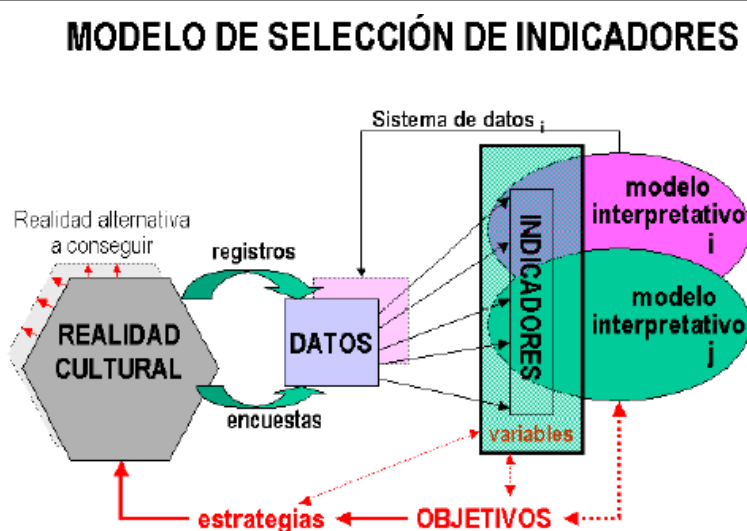 MODELO DE SELECCIÓN DE INDICADORES
Sistema de datos i
Realidad alternativa
a conseguir
registros
modelo
interpretativo
i
INDICADORES
REALIDAD
CULTURAL
DATOS
modelo
interpretativo
j
encuestas
variables
estrategias
OBJETIVOS